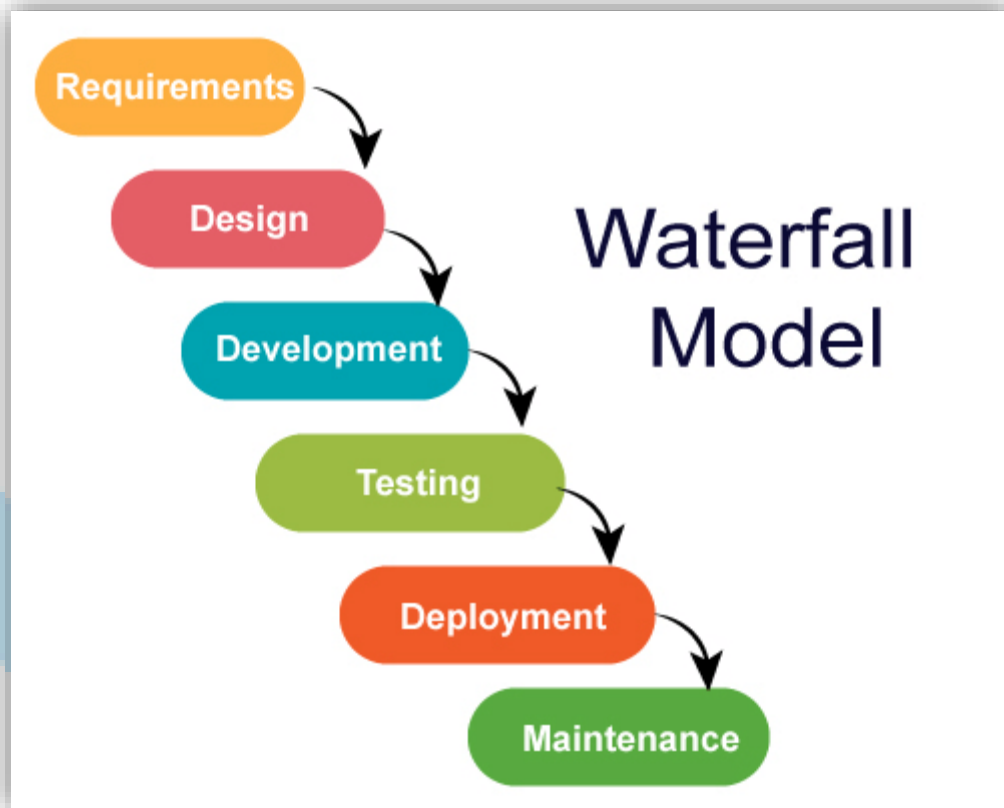 Requirements
Design
Waterfall
Model
Development
Testing
Deployment
Maintenance